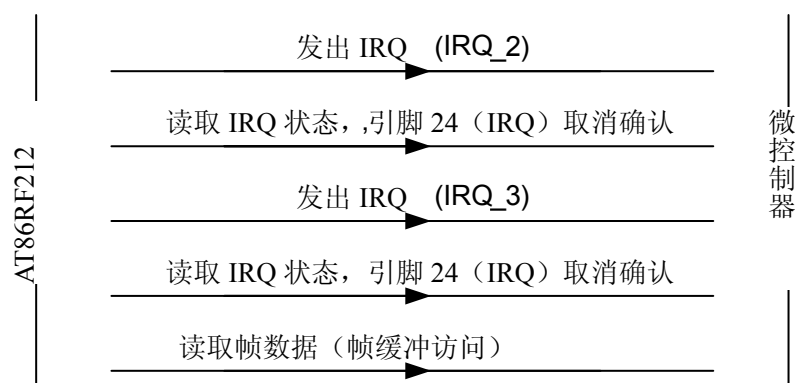 发出 IRQ (IRQ_2)
读取 IRQ 状态，,引脚 24（IRQ）取消确认
发出 IRQ (IRQ_3)
读取 IRQ 状态，引脚 24（IRQ）取消确认
读取帧数据（帧缓冲访问）
AT86RF212
微控制器